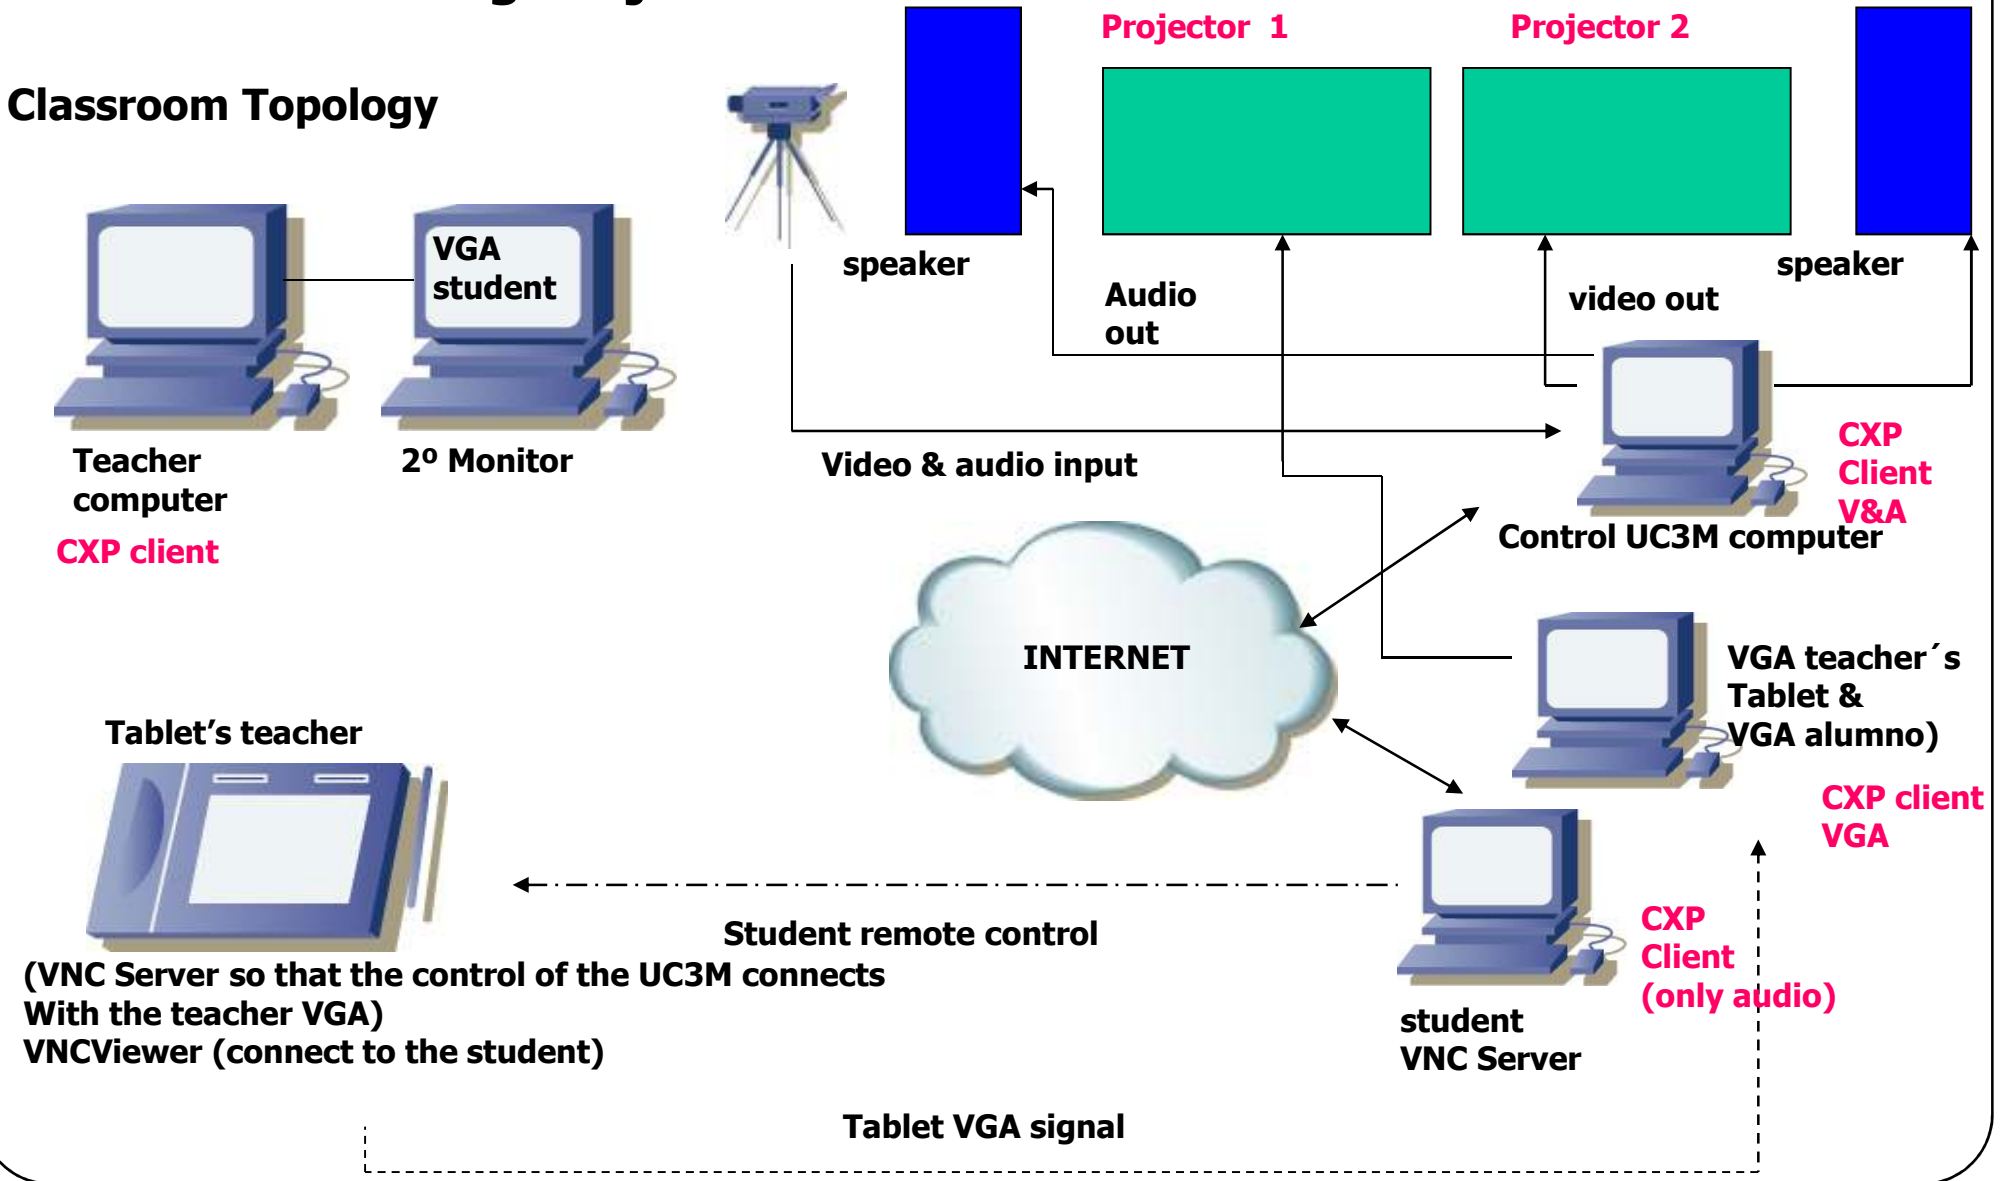 Projector 1
Projector 2
Classroom Topology
VGA
student
speaker
speaker
Audio
out
video out
Teacher
computer
CXP client
2º Monitor
Video & audio input
CXP
Client
V&A
Control UC3M computer
INTERNET
VGA teacher´s
Tablet &
VGA alumno)
CXP client
VGA
Tablet’s teacher
Student remote control
CXP
Client
(only audio)
(VNC Server so that the control of the UC3M connects
With the teacher VGA)
VNCViewer (connect to the student)
student
VNC Server
Tablet VGA signal